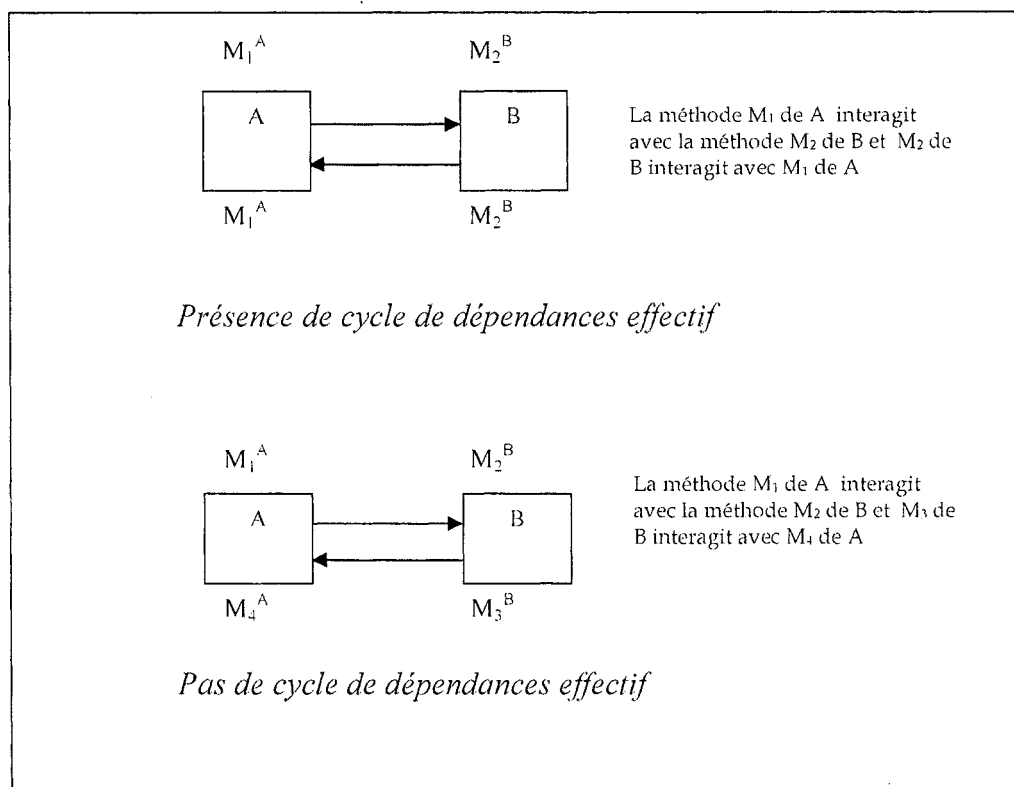 M₁ᴬ M₂ᴮ
A B
La méthode M₁ de A interagit
avec la méthode M₂ de B et M₂ de
B interagit avec M₁ de A
M₁ᴬ M₂ᴮ
Présence de cycle de dépendances effectif
M₁ᴬ M₂ᴮ
A B
La méthode M₁ de A interagit
avec la méthode M₂ de B et M₃ de
B interagit avec M₄ de A
M₄ᴬ M₃ᴮ
Pas de cycle de dépendances effectif